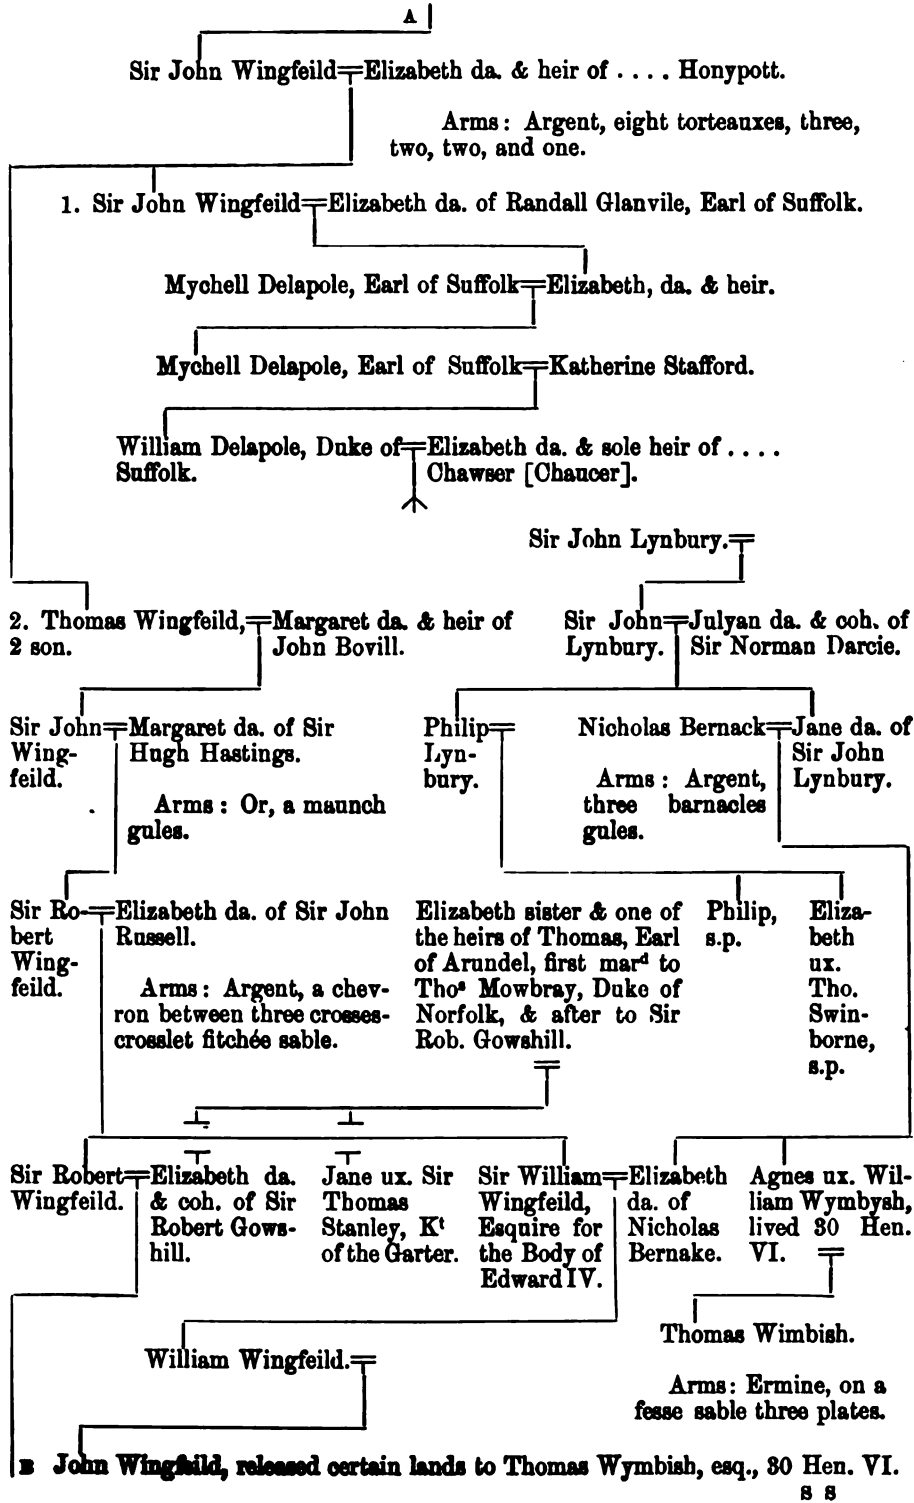 A
Sir John Wingfeild=Elizabeth da. & heir of . . . . Honypott.
Arms: Argent, eight torteauxes, three,
two, two, and one.
1. Sir John Wingfeild=Elizabeth da. of Randall Glanvile, Earl of Suffolk.
Mychell Delapole, Earl of Suffolk=Elizabeth, da. & heir.
Mychell Delapole, Earl of Suffolk=Katherine Stafford.
William Delapole, Duke of=Elizabeth da. & sole heir of . . . .
Suffolk. Chawser [Chaucer].
Sir John Lynbury.=
2. Thomas Wingfeild,=Margaret da. & heir of
2 son. John Bovill.
Sir John=Julyan da. & coh. of
Lynbury. Sir Norman Darcie.
Sir John=Margaret da. of Sir
Wing- Hugh Hastings.
feild.
Arms: Or, a maunch
gules.
Philip=
Lyn-
bury.
Nicholas Bernack=Jane da. of
Sir John
Lynbury.
Arms: Argent,
three barnacles
gules.
Sir Ro-=Elizabeth da. of Sir John
bert Russell.
Wing-
feild.
Arms: Argent, a chev-
ron between three crosses-
crosslet fitchée sable.
Elizabeth sister & one of
the heirs of Thomas, Earl
of Arundel, first marᵈ to
Thoˢ Mowbray, Duke of
Norfolk, & after to Sir
Rob. Gowshill.
=
Philip,
s.p.
Eliza-
beth
ux.
Tho.
Swin-
borne,
s.p.
Sir Robert=Elizabeth da.
Wingfeild. & coh. of Sir
Robert Gows-
hill.
Jane ux. Sir
Thomas
Stanley, Kᵗ
of the Garter.
Sir William=Elizabeth
Wingfeild, da. of
Esquire for Nicholas
the Body of Bernake.
Edward IV.
Agnes ux. Wil-
liam Wymbysh,
lived 30 Hen.
VI. =
Thomas Wimbish.
Arms: Ermine, on a
fesse sable three plates.
William Wingfeild.=
B John Wingfeild, released certain lands to Thomas Wymbish, esq., 30 Hen. VI.
S S